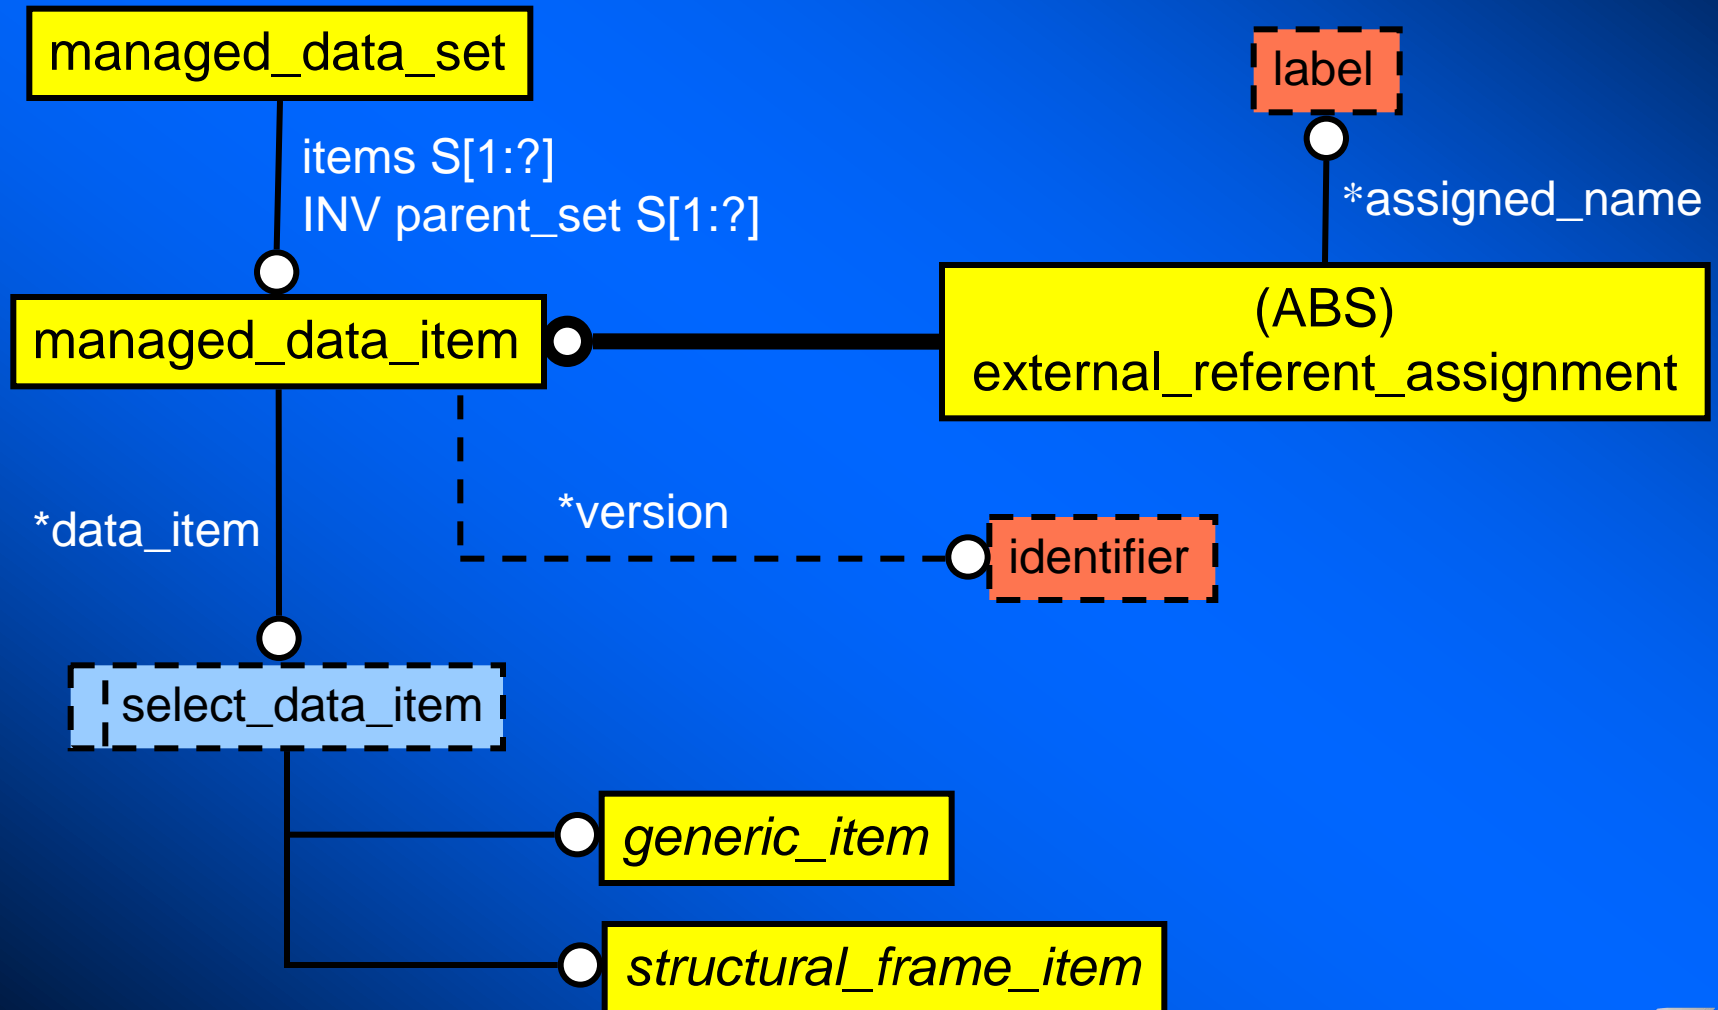 managed_data_set
label
items S[1:?]
INV parent_set S[1:?]
*assigned_name
managed_data_item
(ABS)
external_referent_assignment
*data_item
*version
identifier
select_data_item
generic_item
structural_frame_item